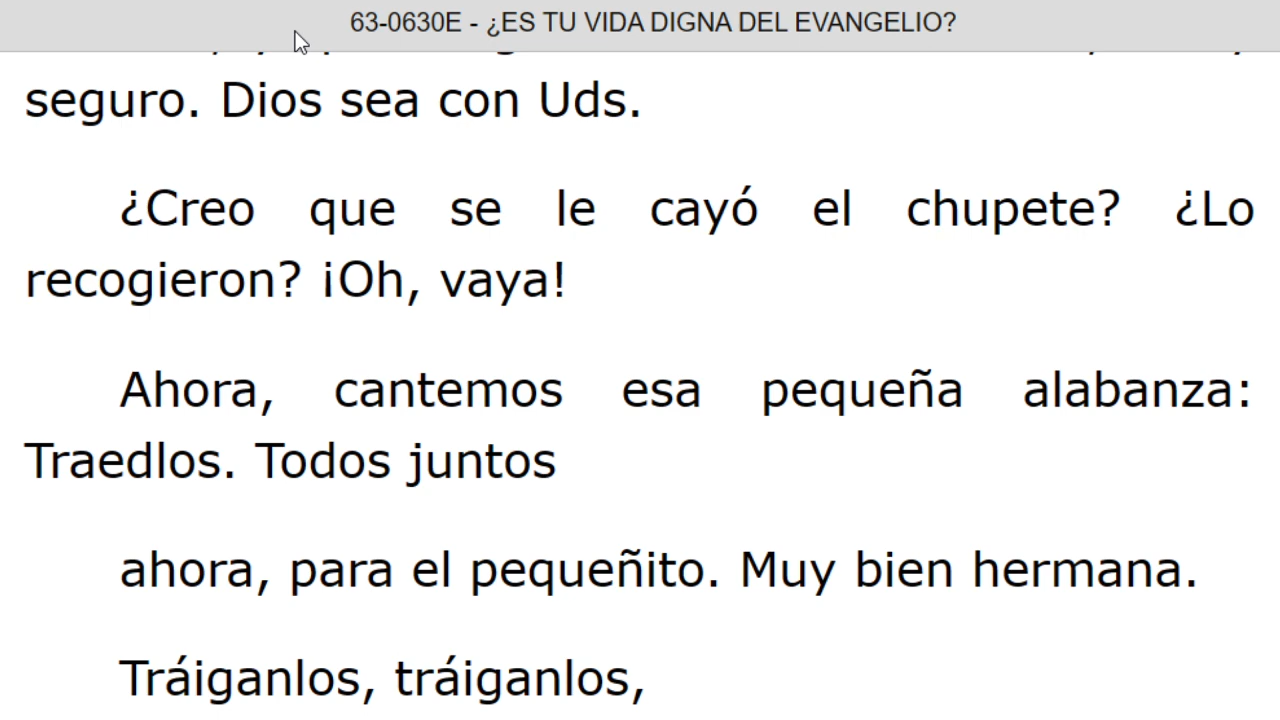 63-0630E - ¿ES TU VIDA DIGNA DEL EVANGELIO?
seguro. Dios sea con Uds.
¿Creo que se le cayó el chupete? ¿Lo
recogieron? ¡Oh, vaya!
Ahora, cantemos esa pequeña alabanza:
Traedlos. Todos juntos
ahora, para el pequeñito. Muy bien hermana.
Tráiganlos, tráiganlos,